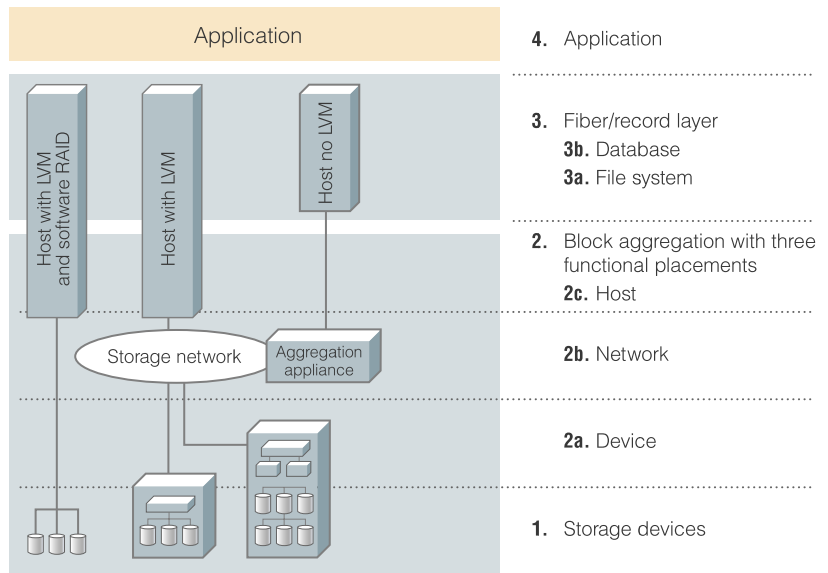 Application
4. Application
Host with LVM
and software RAID
Host with LVM
Host no LVM
3. Fiber/record layer
3b. Database
3a. File system
2. Block aggregation with three
functional placements
2c. Host
Storage network
Aggregation
appliance
2b. Network
2a. Device
1. Storage devices